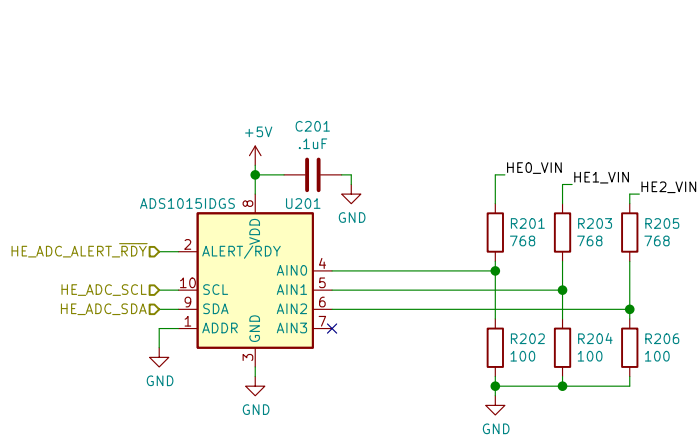 +5V
C201
.1uF
GND
HE0_VIN
HE1_VIN
HE2_VIN
ADS1015IDGS
U201
8
VDD
R201
768
R203
768
R205
768
HE_ADC_ALERT_RDY
2
ALERT/RDY
AIN0
4
HE_ADC_SCL
10
SCL
AIN1
5
HE_ADC_SDA
9
SDA
AIN2
6
1
ADDR
GND
AIN3
7
3
R202
100
R204
100
R206
100
GND
GND
GND